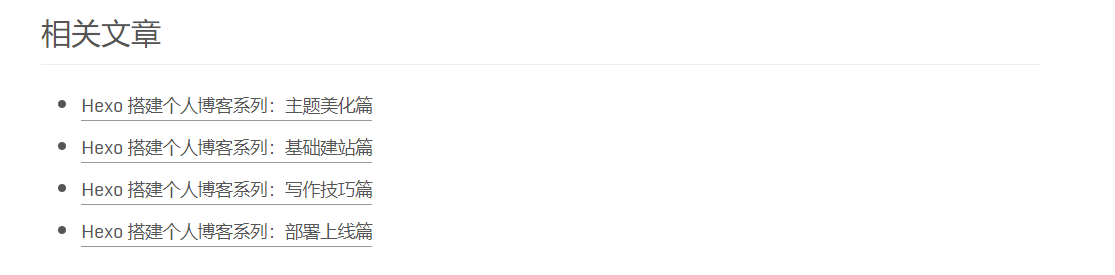 相关文章
Hexo 搭建个人博客系列：主题美化篇
Hexo 搭建个人博客系列：基础建站篇
Hexo 搭建个人博客系列：写作技巧篇
Hexo 搭建个人博客系列：部署上线篇